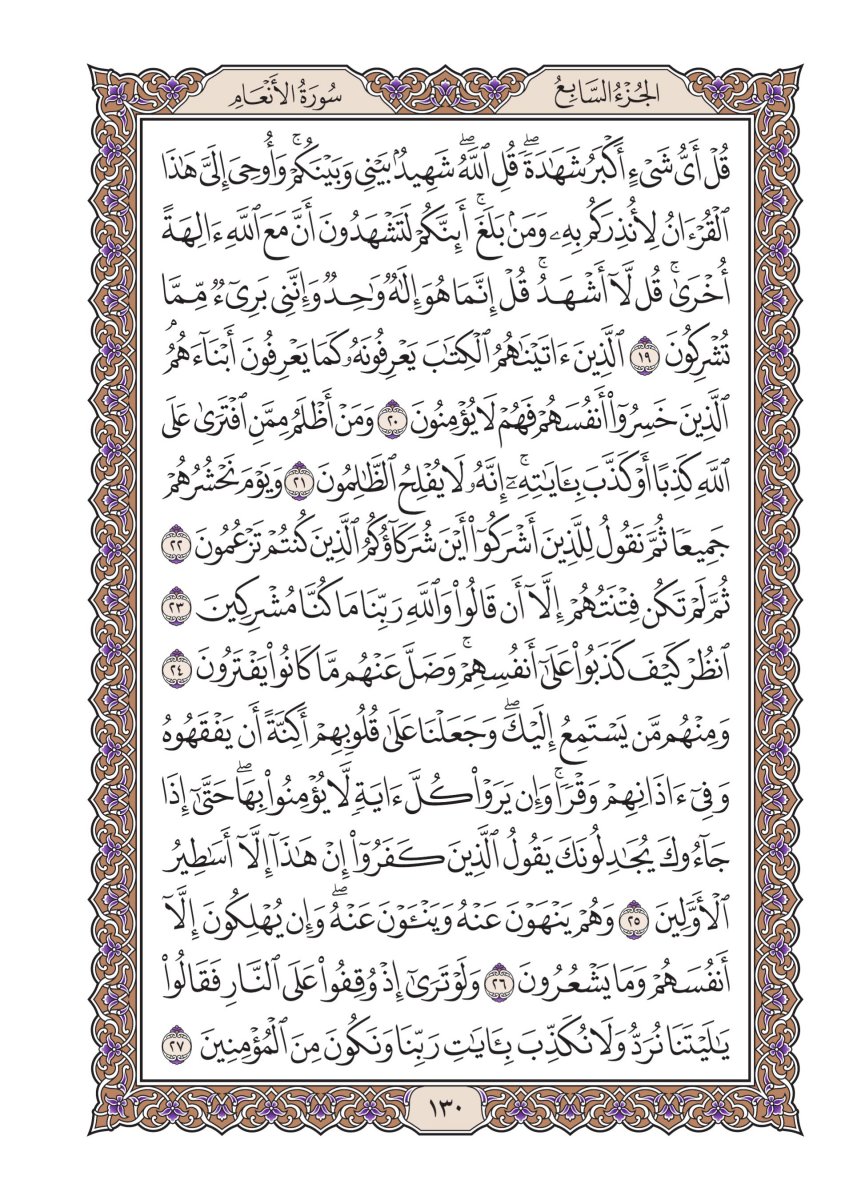 الجُزْءُ السَّابِعُ
سُورَةُ الأَنْعَامِ
قُلْ أَىُّ شَىْءٍ أَكْبَرُ شَهَٰدَةًۖ قُلِ ٱللَّهُۖ شَهِيدُۢ بَيْنِى وَبَيْنَكُمْۚ وَأُوحِىَ إِلَىَّ هَٰذَا
ٱلْقُرْءَانُ لِأُنذِرَكُم بِهِۦ وَمَنۢ بَلَغَۚ أَئِنَّكُمْ لَتَشْهَدُونَ أَنَّ مَعَ ٱللَّهِ ءَالِهَةً
أُخْرَىٰۚ قُل لَّآ أَشْهَدُۚ قُلْ إِنَّمَا هُوَ إِلَٰهٌ وَٰحِدٌ وَإِنَّنِى بَرِىٓءٌ مِّمَّا
تُشْرِكُونَ ١٩ ٱلَّذِينَ ءَاتَيْنَٰهُمُ ٱلْكِتَٰبَ يَعْرِفُونَهُۥ كَمَا يَعْرِفُونَ أَبْنَآءَهُمُۘ
ٱلَّذِينَ خَسِرُوٓا۟ أَنفُسَهُمْ فَهُمْ لَا يُؤْمِنُونَ ٢٠ وَمَنْ أَظْلَمُ مِمَّنِ ٱفْتَرَىٰ عَلَى
ٱللَّهِ كَذِبًا أَوْ كَذَّبَ بِـَٔايَٰتِهِۦٓۚ إِنَّهُۥ لَا يُفْلِحُ ٱلظَّٰلِمُونَ ٢١ وَيَوْمَ نَحْشُرُهُمْ
جَمِيعًا ثُمَّ نَقُولُ لِلَّذِينَ أَشْرَكُوٓا۟ أَيْنَ شُرَكَآؤُكُمُ ٱلَّذِينَ كُنتُمْ تَزْعُمُونَ ٢٢
ثُمَّ لَمْ تَكُن فِتْنَتُهُمْ إِلَّآ أَن قَالُوا۟ وَٱللَّهِ رَبِّنَا مَا كُنَّا مُشْرِكِينَ ٢٣
ٱنظُرْ كَيْفَ كَذَبُوا۟ عَلَىٰٓ أَنفُسِهِمْۚ وَضَلَّ عَنْهُم مَّا كَانُوا۟ يَفْتَرُونَ ٢٤
وَمِنْهُم مَّن يَسْتَمِعُ إِلَيْكَۖ وَجَعَلْنَا عَلَىٰ قُلُوبِهِمْ أَكِنَّةً أَن يَفْقَهُوهُ
وَفِىٓ ءَاذَانِهِمْ وَقْرًاۚ وَإِن يَرَوْا۟ كُلَّ ءَايَةٍ لَّا يُؤْمِنُوا۟ بِهَاۖ حَتَّىٰٓ إِذَا
جَآءُوكَ يُجَٰدِلُونَكَ يَقُولُ ٱلَّذِينَ كَفَرُوٓا۟ إِنْ هَٰذَآ إِلَّآ أَسَٰطِيرُ
ٱلْأَوَّلِينَ ٢٥ وَهُمْ يَنْهَوْنَ عَنْهُ وَيَنْـَٔوْنَ عَنْهُۖ وَإِن يُهْلِكُونَ إِلَّآ
أَنفُسَهُمْ وَمَا يَشْعُرُونَ ٢٦ وَلَوْ تَرَىٰٓ إِذْ وُقِفُوا۟ عَلَى ٱلنَّارِ فَقَالُوا۟
يَٰلَيْتَنَا نُرَدُّ وَلَا نُكَذِّبَ بِـَٔايَٰتِ رَبِّنَا وَنَكُونَ مِنَ ٱلْمُؤْمِنِينَ ٢٧
١٣٠